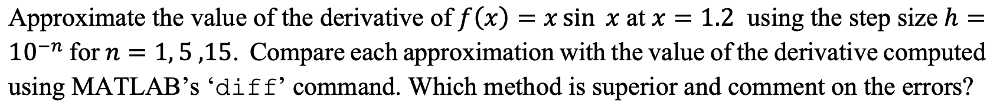 Approximate the value of the derivative of f(x) = x sin x at x = 1.2 using the step size h =
10⁻ⁿ for n = 1, 5 ,15. Compare each approximation with the value of the derivative computed
using MATLAB’s ‘diff’ command. Which method is superior and comment on the errors?